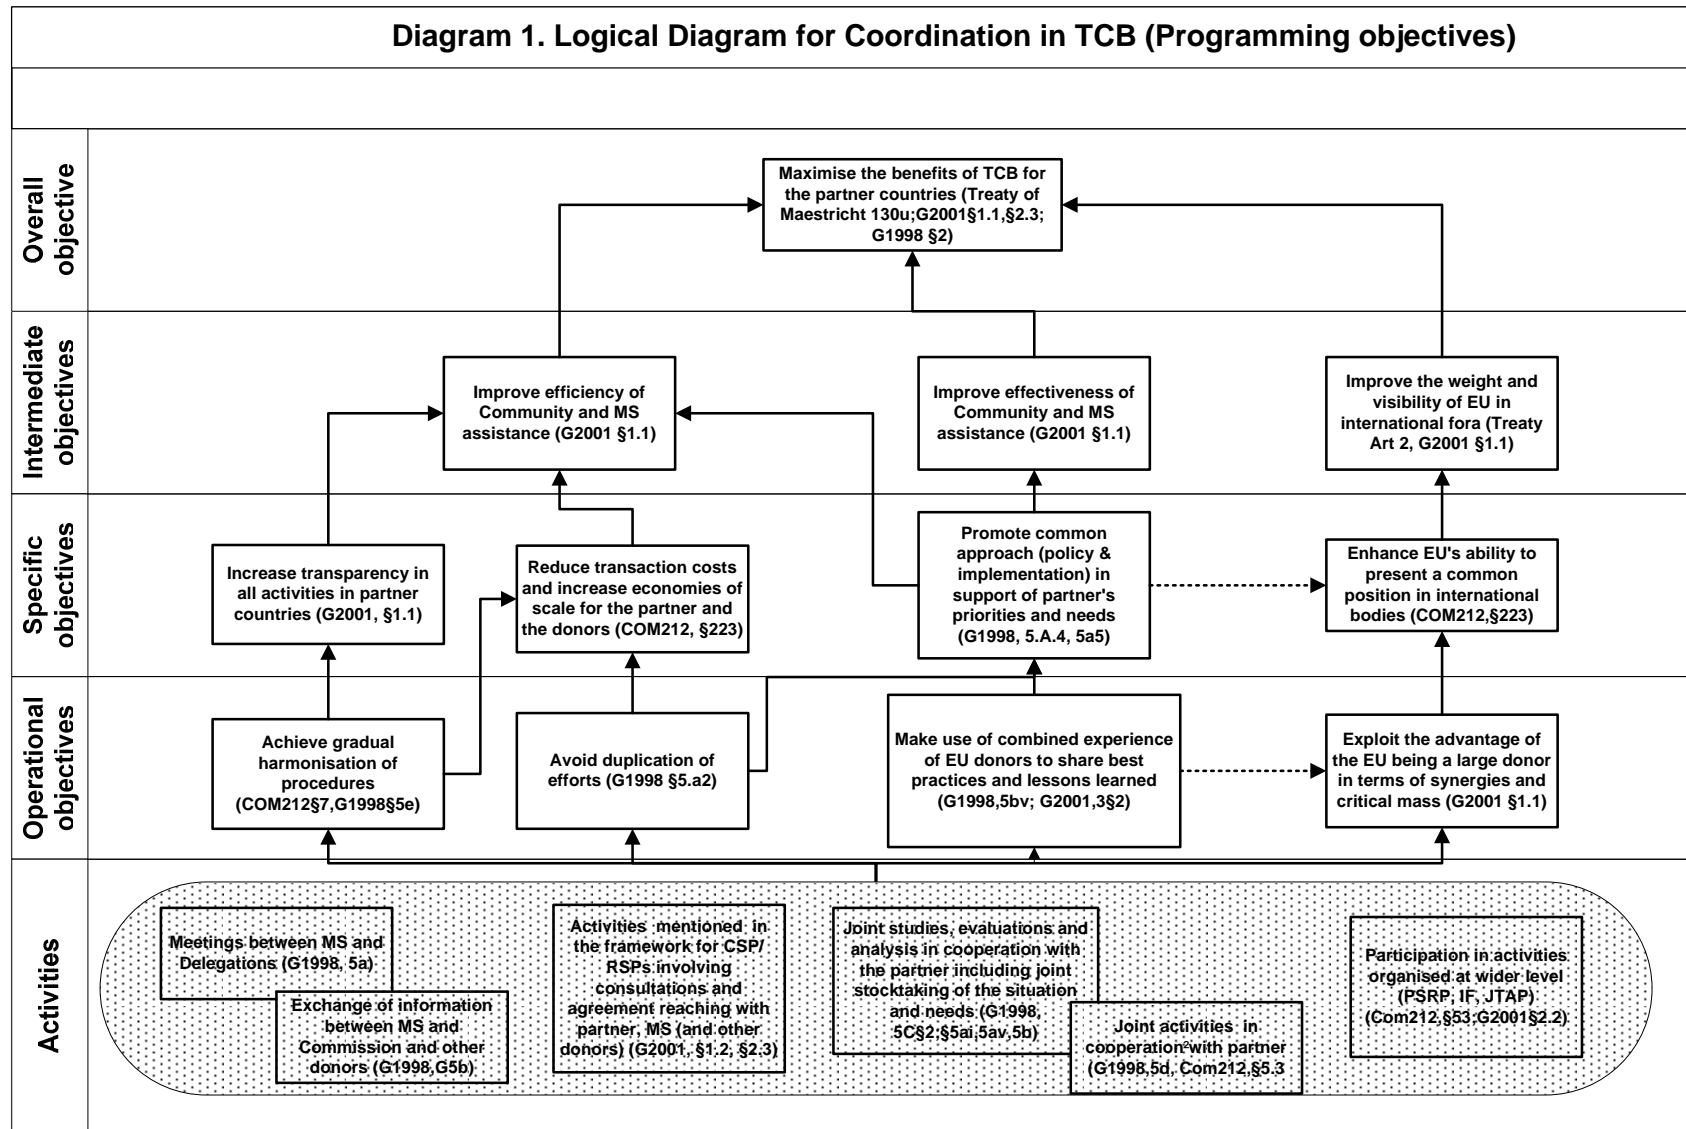 Diagram 1. Logical Diagram for Coordination in TCB (Programming objectives)
Overall
objective
Maximise the benefits of TCB for
the partner countries (Treaty of
Maestricht 130u;G2001§1.1,§2.3;
G1998 §2)
Intermediate
objectives
Improve efficiency of
Community and MS
assistance (G2001 §1.1)
Improve effectiveness of
Community and MS
assistance (G2001 §1.1)
Improve the weight and
visibility of EU in
international fora (Treaty
Art 2, G2001 §1.1)
Specific
objectives
Increase transparency in
all activities in partner
countries (G2001, §1.1)
Reduce transaction costs
and increase economies of
scale for the partner and
the donors (COM212, §223)
Promote common
approach (policy &
implementation) in
support of partner's
priorities and needs
(G1998, 5.A.4, 5a5)
Enhance EU's ability to
present a common
position in international
bodies (COM212,§223)
Operational
objectives
Achieve gradual
harmonisation of
procedures
(COM212§7,G1998§5e)
Avoid duplication of
efforts (G1998 §5.a2)
Make use of combined experience
of EU donors to share best
practices and lessons learned
(G1998,5bv; G2001,3§2)
Exploit the advantage of
the EU being a large donor
in terms of synergies and
critical mass (G2001 §1.1)
Activities
Meetings between MS and
Delegations (G1998, 5a)
Exchange of information
between MS and
Commission and other
donors (G1998,G5b)
Activities mentioned in
the framework for CSP/
RSPs involving
consultations and
agreement reaching with
partner, MS (and other
donors) (G2001, §1.2, §2.3)
Joint studies, evaluations and
analysis in cooperation with
the partner including joint
stocktaking of the situation
and needs (G1998,
5C§2;§5ai,5av,5b)
Joint activities in
cooperation²with partner
(G1998,5d, Com212,§5.3
Participation in activities
organised at wider level
(PSRP, IF, JTAP)
(Com212,§53;G2001§2.2)